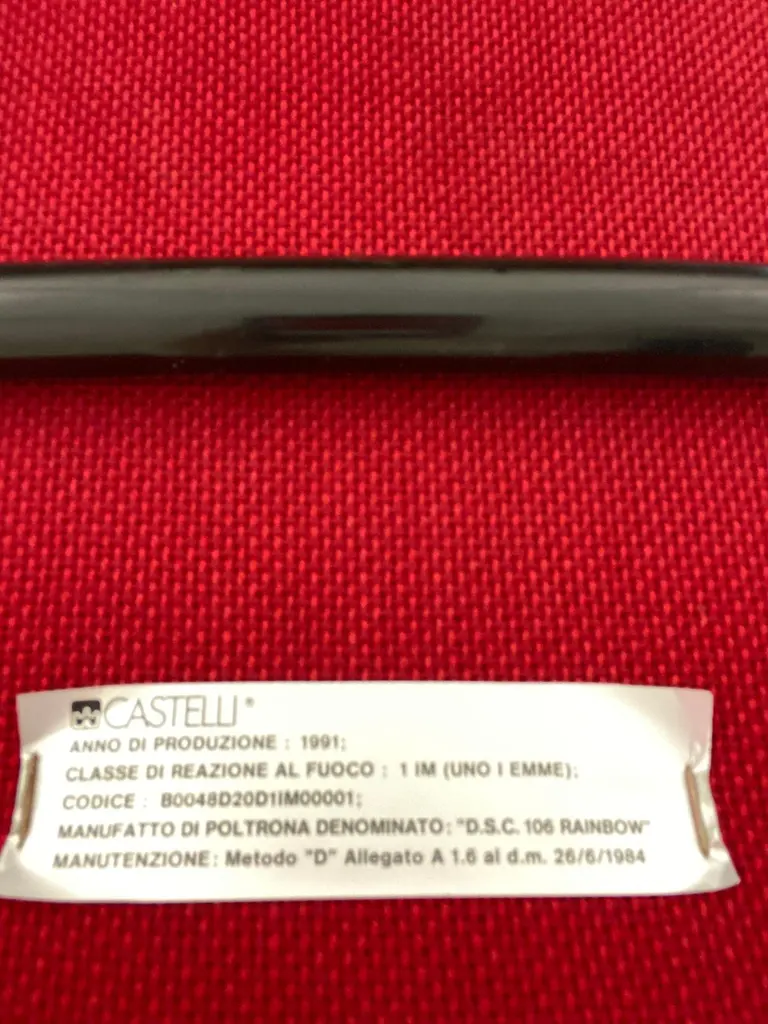 CASTELLI®
ANNO DI PRODUZIONE : 1991;
CLASSE DI REAZIONE AL FUOCO : 1 IM (UNO I EMME);
CODICE : B0048D20D1IM00001;
MANUFATTO DI POLTRONA DENOMINATO: "D.S.C. 106 RAINBOW"
MANUTENZIONE: Metodo "D" Allegato A 1.6 al d.m. 26/6/1984